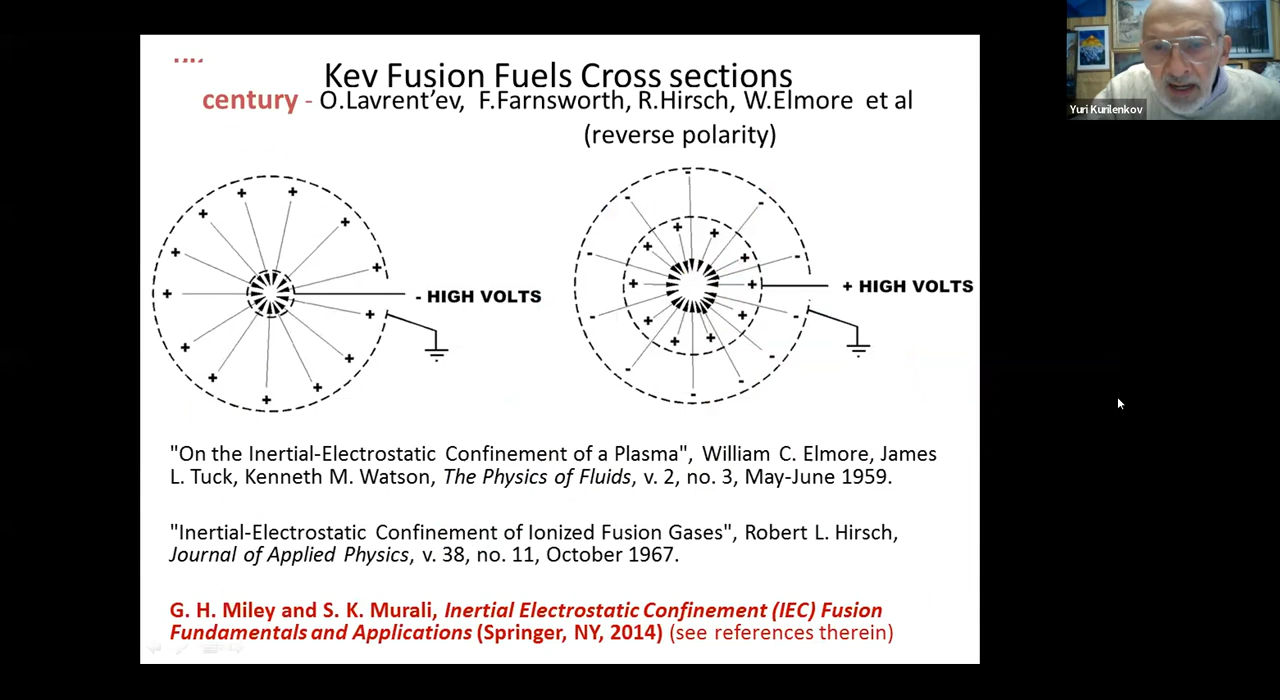 Kev Fusion Fuels Cross sections
century - O.Lavrent'ev, F.Farnsworth, R.Hirsch, W.Elmore et al
(reverse polarity)
- HIGH VOLTS
+ HIGH VOLTS
"On the Inertial-Electrostatic Confinement of a Plasma", William C. Elmore, James
L. Tuck, Kenneth M. Watson, The Physics of Fluids, v. 2, no. 3, May-June 1959.
"Inertial-Electrostatic Confinement of Ionized Fusion Gases", Robert L. Hirsch,
Journal of Applied Physics, v. 38, no. 11, October 1967.
G. H. Miley and S. K. Murali, Inertial Electrostatic Confinement (IEC) Fusion
Fundamentals and Applications (Springer, NY, 2014) (see references therein)
Yuri Kurilenkov